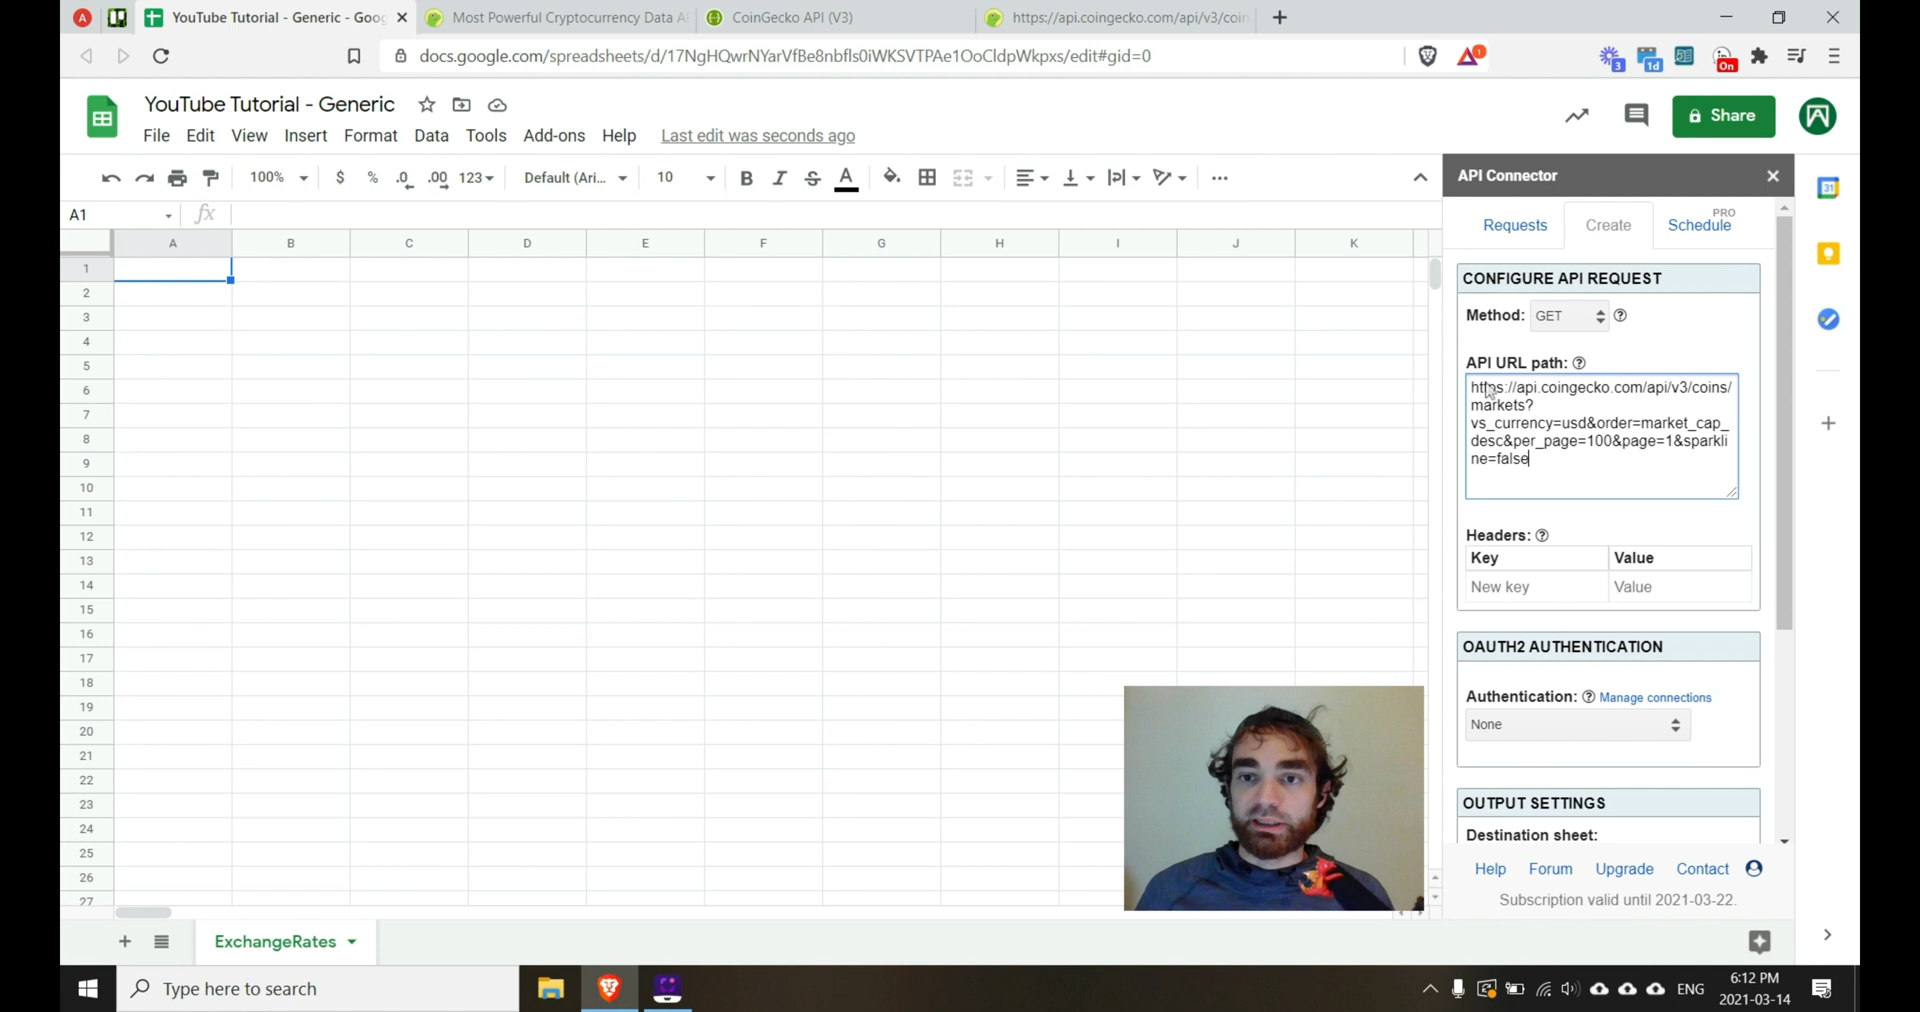 YouTube Tutorial - Generic - Goog
Most Powerful Cryptocurrency Data A
CoinGecko API (V3)
https://api.coingecko.com/api/v3/coin
docs.google.com/spreadsheets/d/17NgHQwrNYarVfBe8nbfls0iWKSVTPAe1OoCldpWkpxs/edit#gid=0
1
3
1d
On
YouTube Tutorial - Generic
File Edit View Insert Format Data Tools Add-ons Help Last edit was seconds ago
Share
100% $ % .0 .00 123 Default (Ari... 10 B I S A ...
API Connector
31
A1 fx
Requests Create Schedule PRO
A B C D E F G H I J K
1
2
3
4
5
6
7
8
9
10
11
12
13
14
15
16
17
18
19
20
21
22
23
24
25
26
27
CONFIGURE API REQUEST
Method: GET
API URL path:
https://api.coingecko.com/api/v3/coins/
markets?
vs_currency=usd&order=market_cap_
desc&per_page=100&page=1&sparkli
ne=false
Headers:
Key Value
New key Value
OAUTH2 AUTHENTICATION
Authentication: Manage connections
None
OUTPUT SETTINGS
Destination sheet:
Help Forum Upgrade Contact
Subscription valid until 2021-03-22.
ExchangeRates
Type here to search
ENG
6:12 PM
2021-03-14